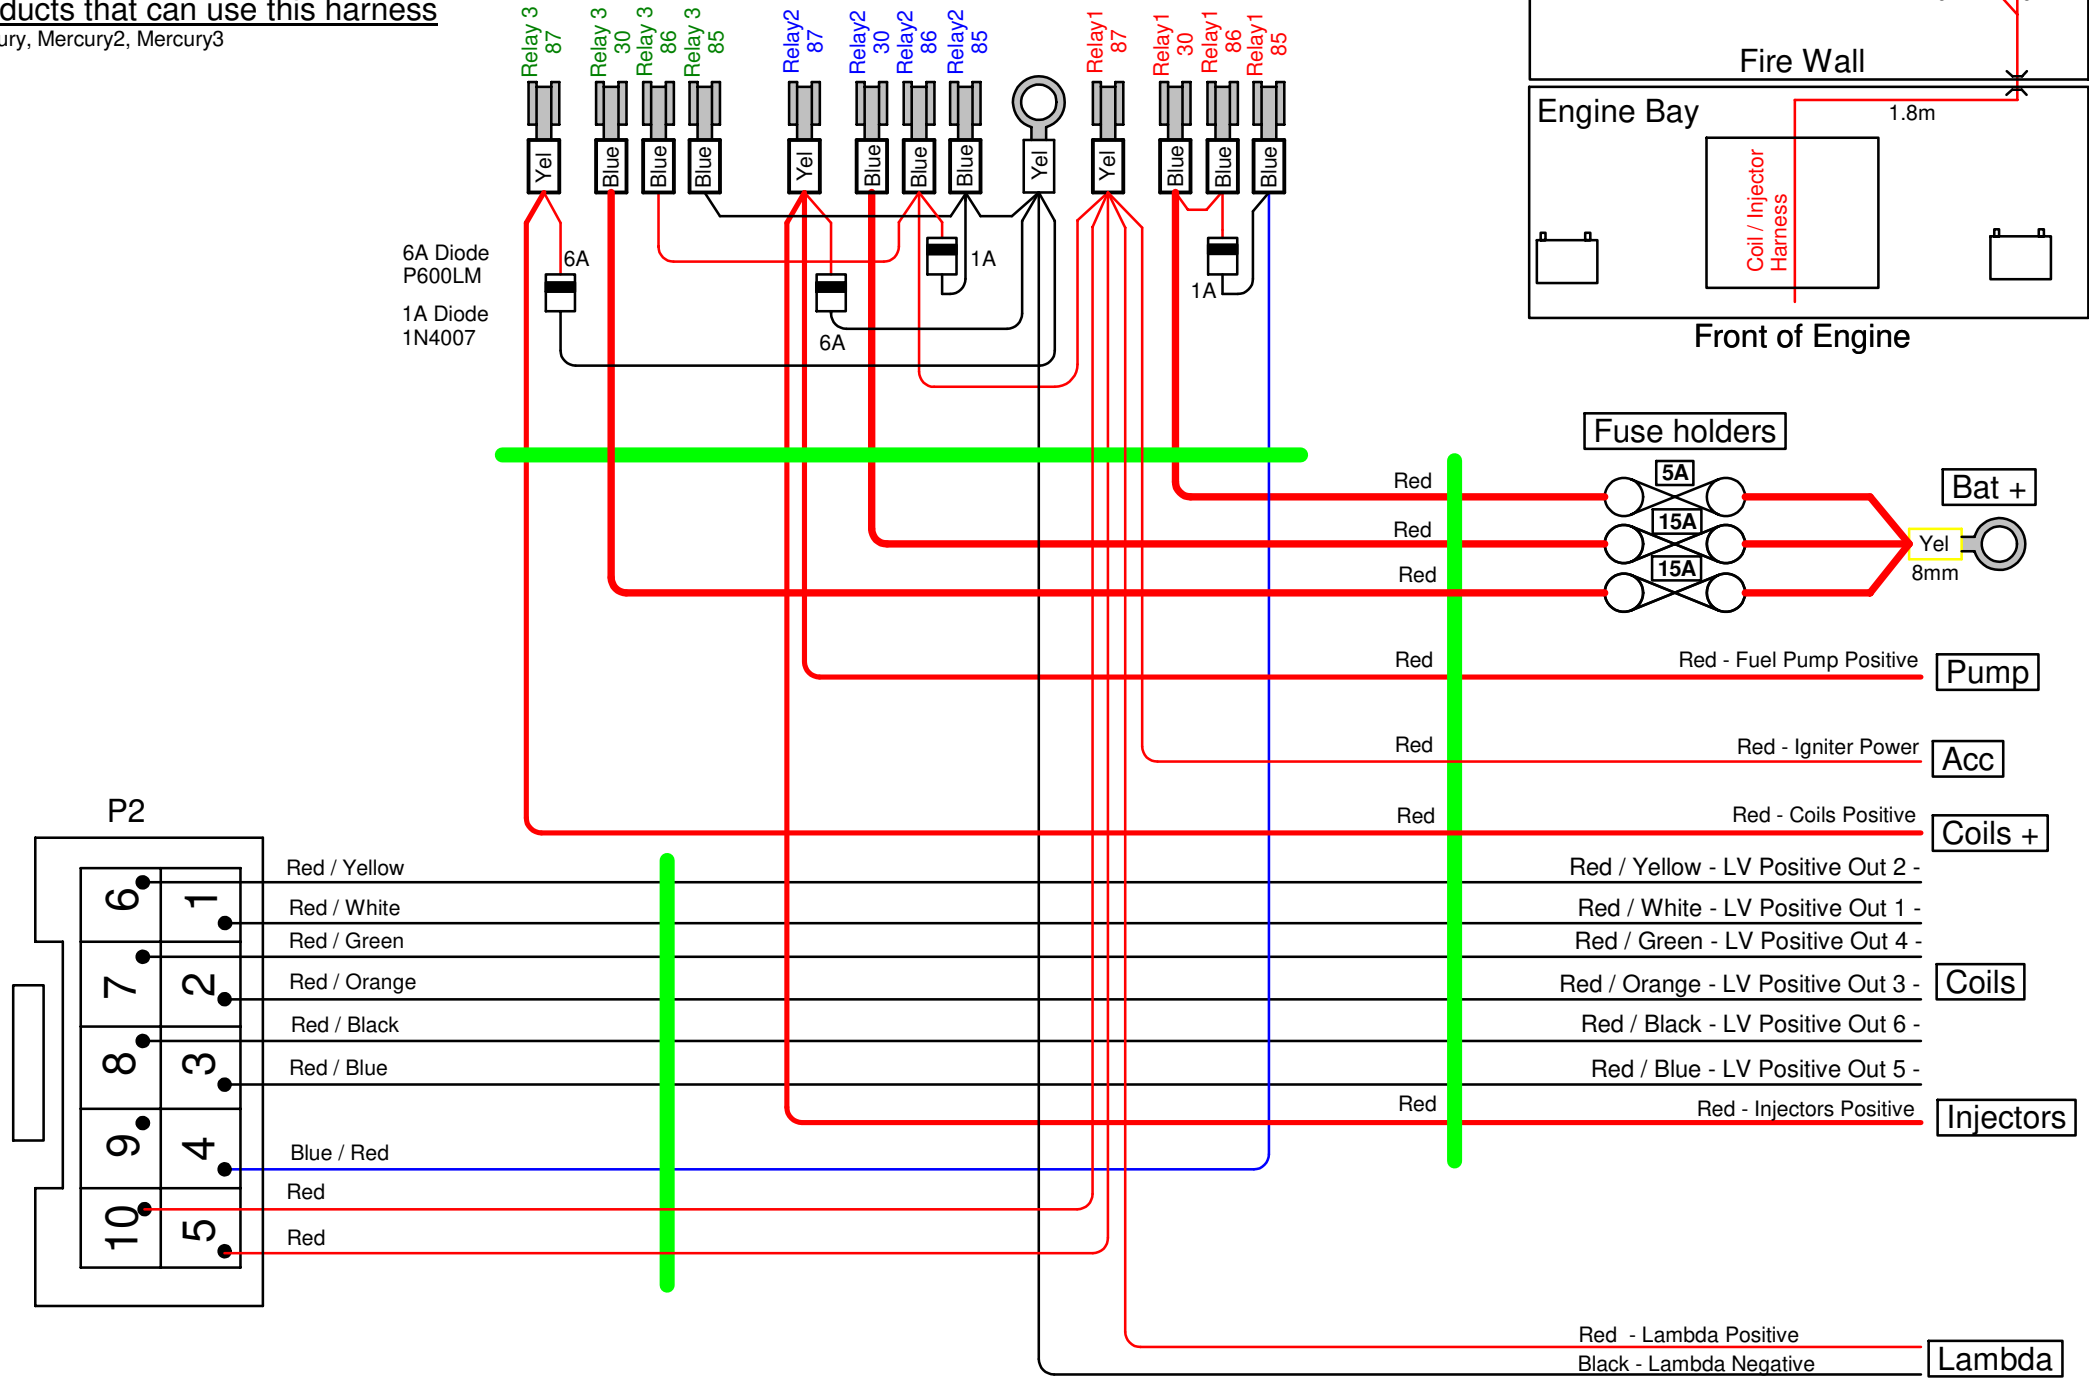 ducts that can use this harness
ury, Mercury2, Mercury3
Relay 3
87
Relay 3
30
Relay 3
86
Relay 3
85
Relay2
87
Relay2
30
Relay2
86
Relay2
85
Relay1
87
Relay1
30
Relay1
86
Relay1
85
Yel
Blue
Blue
Blue
Yel
Blue
Blue
Blue
Yel
Yel
Blue
Blue
Blue
6A Diode
P600LM
1A Diode
1N4007
6A
6A
1A
1A
Fire Wall
Engine Bay
1.8m
Coil / Injector
Harness
Front of Engine
Fuse holders
5A
15A
15A
Bat +
Yel
8mm
Red
Red
Red
Red
Red - Fuel Pump Positive
Pump
Red
Red - Igniter Power
Acc
Red
Red - Coils Positive
Coils +
P2
6
1
7
2
8
3
9
4
10
5
Red / Yellow
Red / Yellow - LV Positive Out 2 -
Red / White
Red / White - LV Positive Out 1 -
Red / Green
Red / Green - LV Positive Out 4 -
Red / Orange
Red / Orange - LV Positive Out 3 -
Coils
Red / Black
Red / Black - LV Positive Out 6 -
Red / Blue
Red / Blue - LV Positive Out 5 -
Red
Red - Injectors Positive
Injectors
Blue / Red
Red
Red
Red - Lambda Positive
Black - Lambda Negative
Lambda